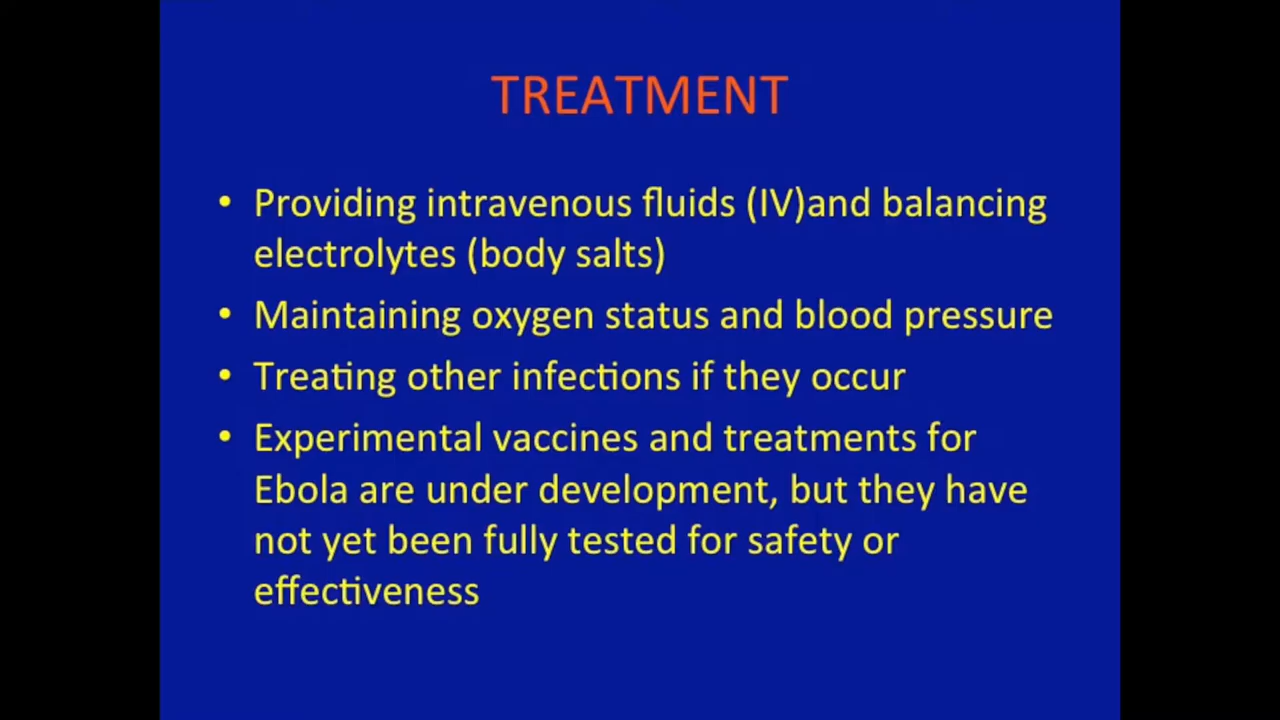 TREATMENT
• Providing intravenous fluids (IV)and balancing
electrolytes (body salts)
• Maintaining oxygen status and blood pressure
• Treating other infections if they occur
• Experimental vaccines and treatments for
Ebola are under development, but they have
not yet been fully tested for safety or
effectiveness